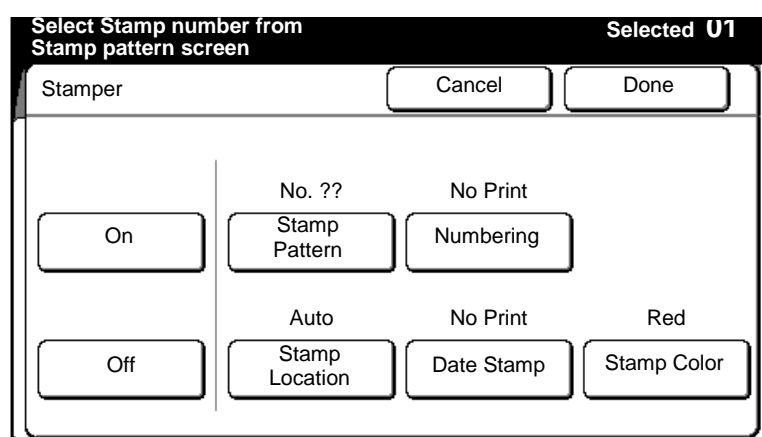 Select Stamp number from
Stamp pattern screen
Selected 01
Stamper
Cancel
Done
No. ??
No Print
On
Stamp
Pattern
Numbering
Auto
No Print
Red
Off
Stamp
Location
Date Stamp
Stamp Color